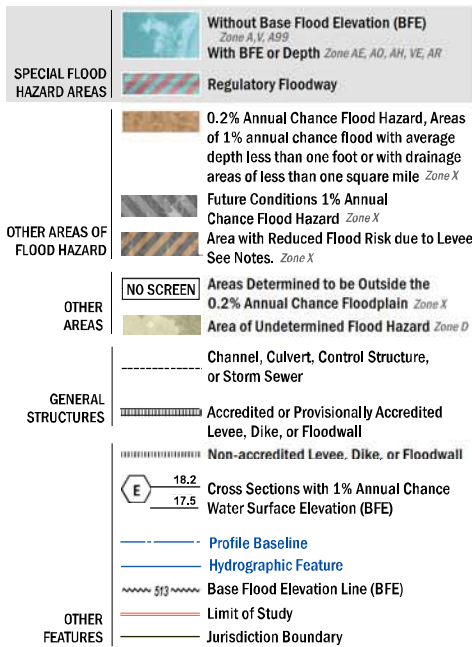 SPECIAL FLOOD
HAZARD AREAS
Without Base Flood Elevation (BFE)
Zone A,V, A99
With BFE or Depth Zone AE, AO, AH, VE, AR
Regulatory Floodway
OTHER AREAS OF
FLOOD HAZARD
0.2% Annual Chance Flood Hazard, Areas
of 1% annual chance flood with average
depth less than one foot or with drainage
areas of less than one square mile Zone X
Future Conditions 1% Annual
Chance Flood Hazard Zone X
Area with Reduced Flood Risk due to Levee
See Notes. Zone X
OTHER
AREAS
NO SCREEN
Areas Determined to be Outside the
0.2% Annual Chance Floodplain Zone X
Area of Undetermined Flood Hazard Zone D
GENERAL
STRUCTURES
Channel, Culvert, Control Structure,
or Storm Sewer
Accredited or Provisionally Accredited
Levee, Dike, or Floodwall
Non-accredited Levee, Dike, or Floodwall
OTHER
FEATURES
E
18.2
17.5
Cross Sections with 1% Annual Chance
Water Surface Elevation (BFE)
Profile Baseline
Hydrographic Feature
513
Base Flood Elevation Line (BFE)
Limit of Study
Jurisdiction Boundary